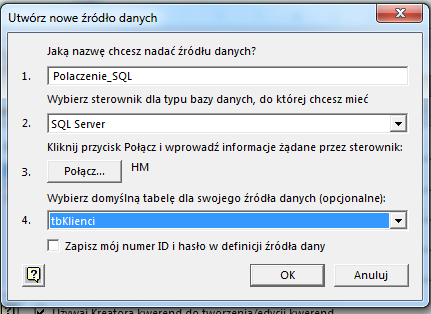 Utwórz nowe źródło danych
Jaką nazwę chcesz nadać źródłu danych?
1. Polaczenie_SQL
Wybierz sterownik dla typu bazy danych, do której chcesz mieć
2. SQL Server
Kliknij przycisk Połącz i wprowadź informacje żądane przez sterownik:
3. Połącz... HM
Wybierz domyślną tabelę dla swojego źródła danych (opcjonalne):
4. tbKlienci
Zapisz mój numer ID i hasło w definicji źródła dany
OK Anuluj
Używaj Kreatora kwerend do tworzenia/edycji kwerend